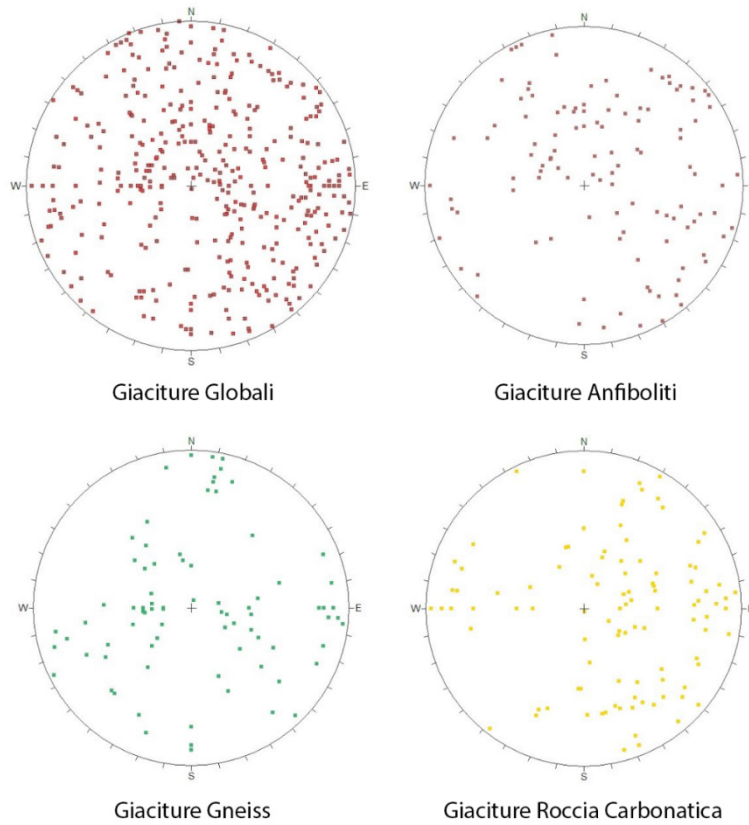 N
N
W
E
W
E
S
S
Giaciture Globali
Giaciture Anfiboliti
N
N
W
E
W
E
S
S
Giaciture Gneiss
Giaciture Roccia Carbonatica